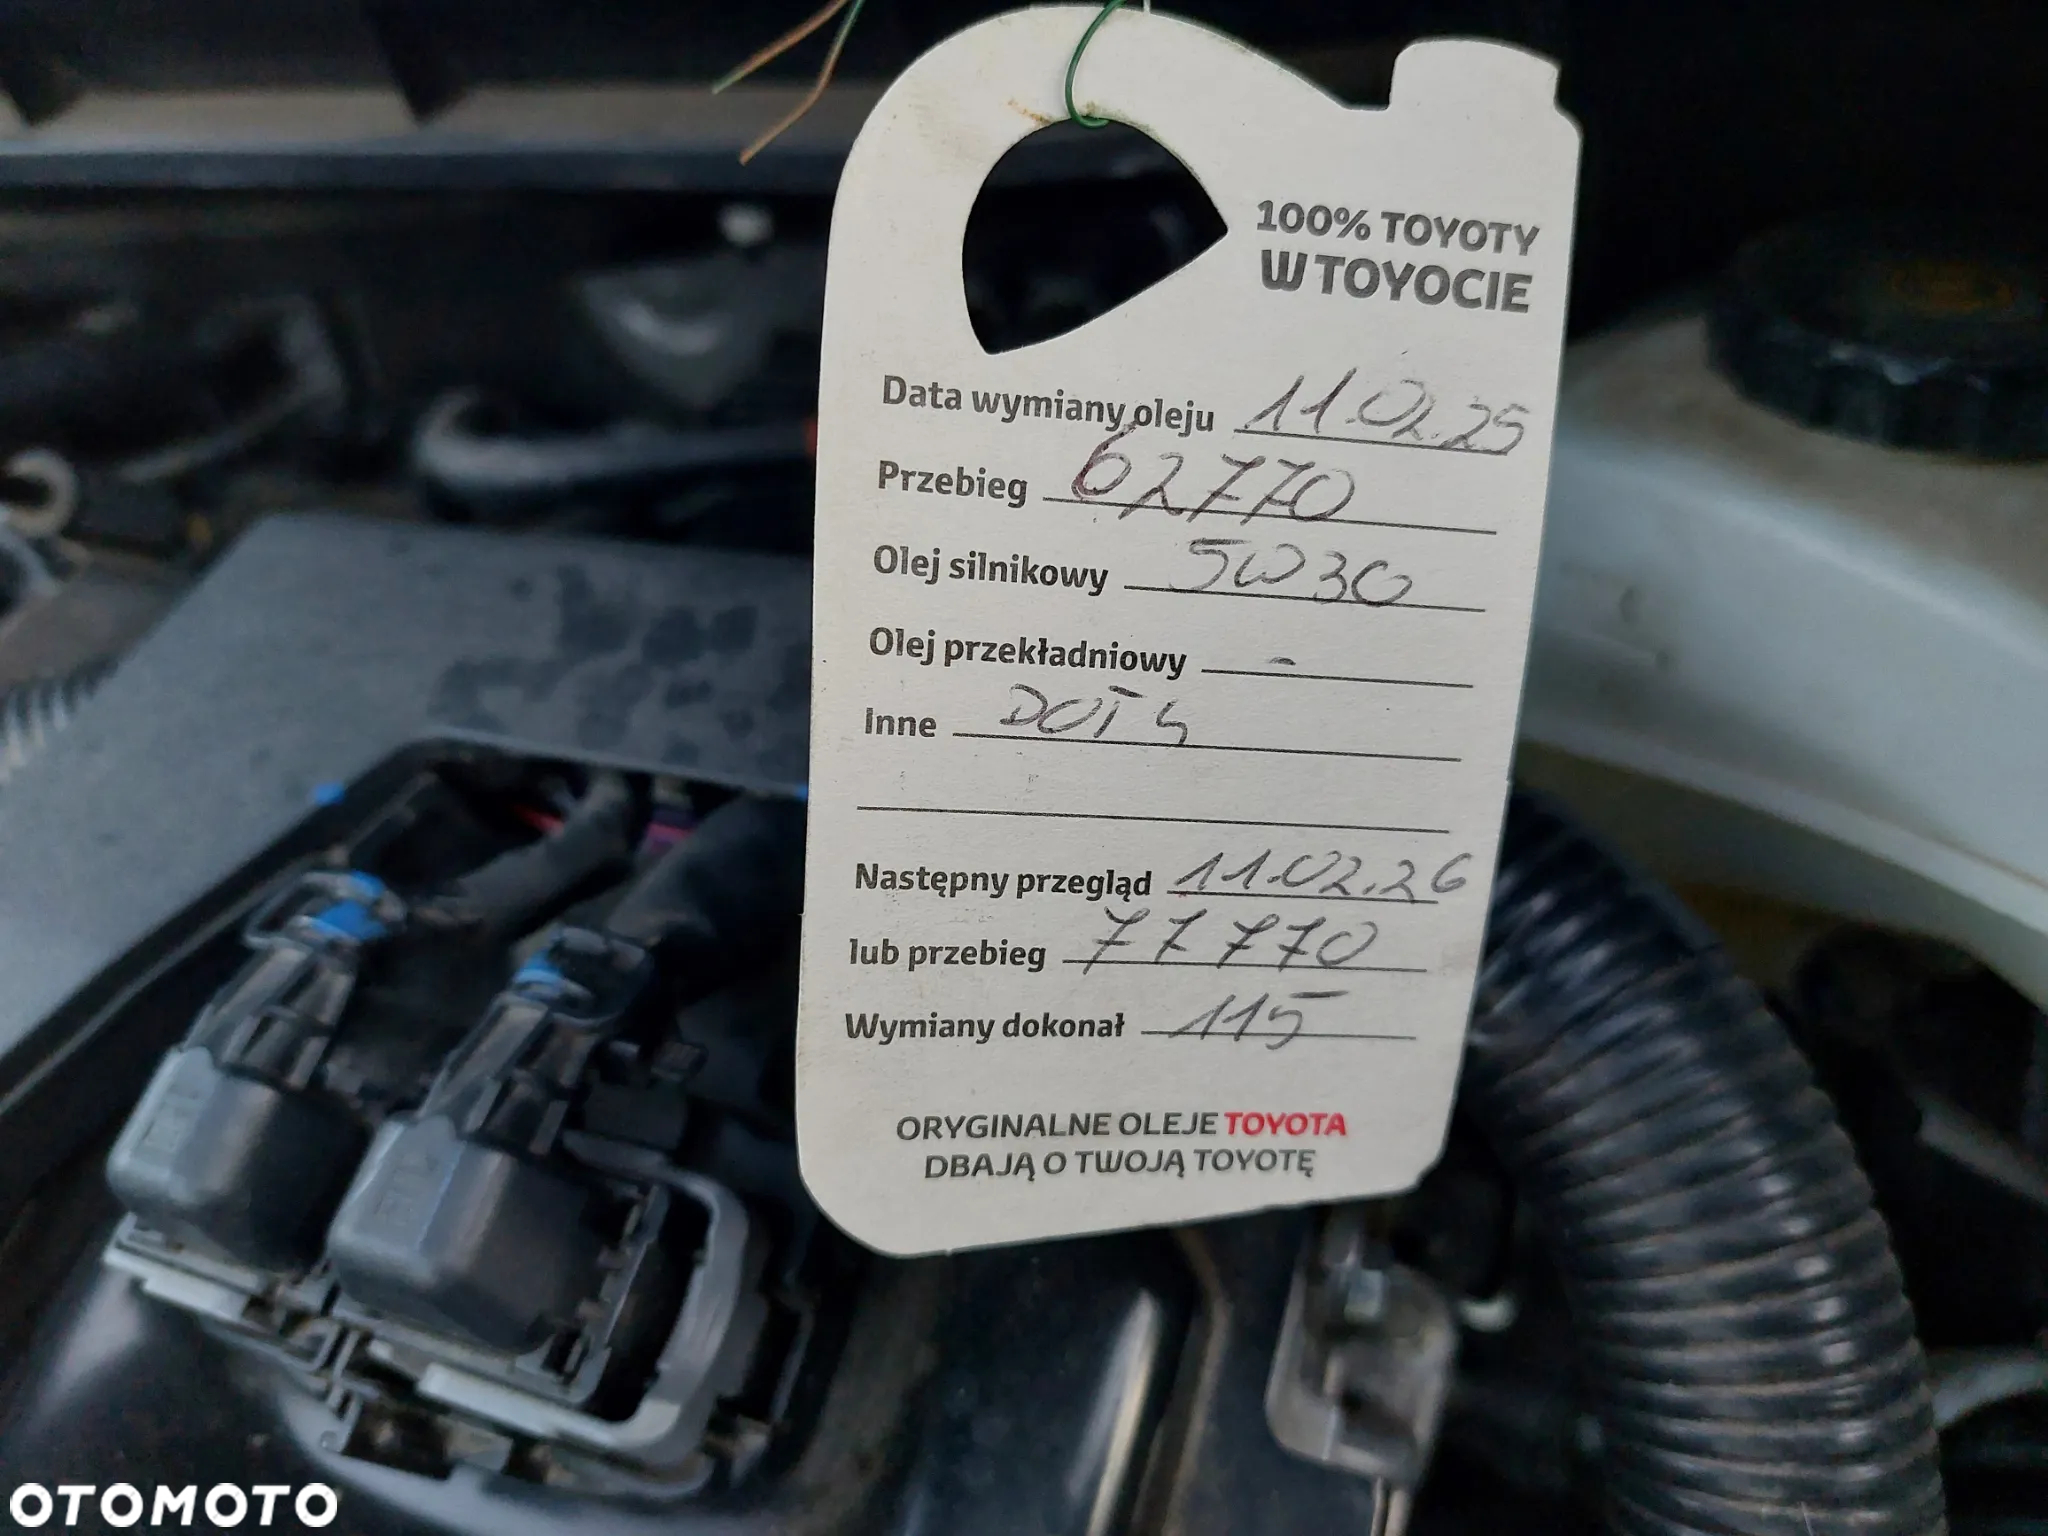 100% TOYOTY
W TOYOCIE
Data wymiany oleju 11.02.25
Przebieg 62770
Olej silnikowy 5W30
Olej przekładniowy -
Inne DOT 4
Następny przegląd 11.02.26
lub przebieg 77770
Wymiany dokonał 115
ORYGINALNE OLEJE TOYOTA
DBAJĄ O TWOJĄ TOYOTĘ
OTOMOTO